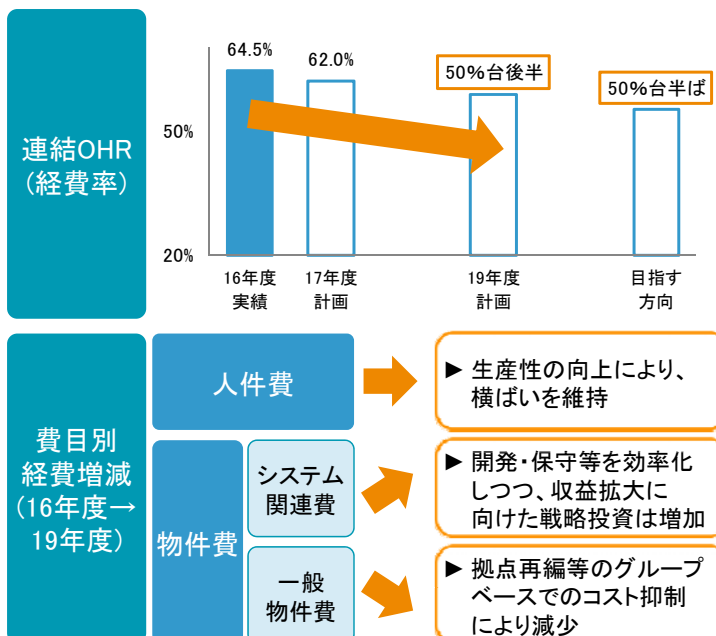 連結OHR
(経費率)
64.5%
62.0%
50%台後半
50%台半ば
50%
20%
16年度
実績
17年度
計画
19年度
計画
目指す
方向
費目別
経費増減
(16年度→
19年度)
人件費
► 生産性の向上により、
横ばいを維持
物件費
システム
関連費
► 開発・保守等を効率化
しつつ、収益拡大に
向けた戦略投資は増加
一般
物件費
► 拠点再編等のグループ
ベースでのコスト抑制
により減少